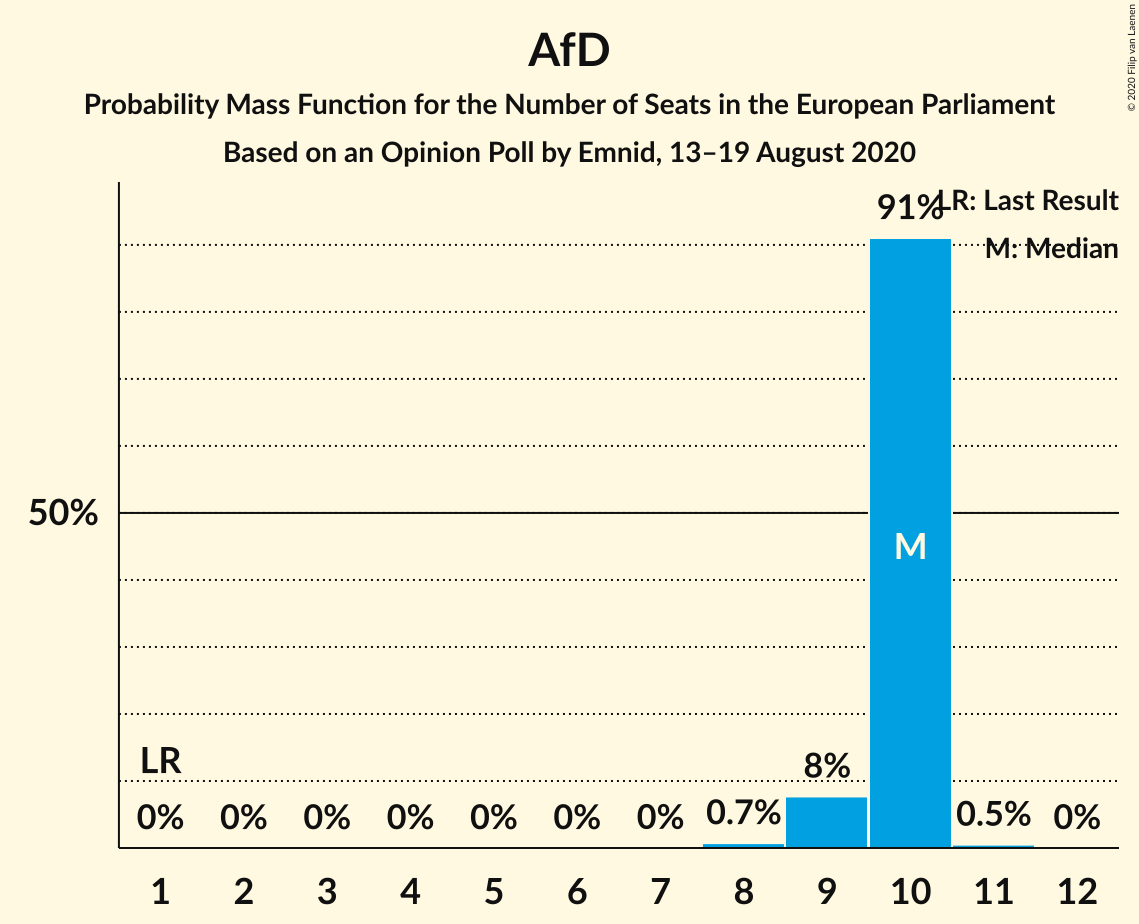 AfD
Probability Mass Function for the Number of Seats in the European Parliament
Based on an Opinion Poll by Emnid, 13–19 August 2020
© 2020 Filip van Laenen
LR: Last Result
M: Median
91%
50%
M
LR
8%
0% 0% 0% 0% 0% 0% 0% 0.7% 0.5% 0%
1 2 3 4 5 6 7 8 9 10 11 12